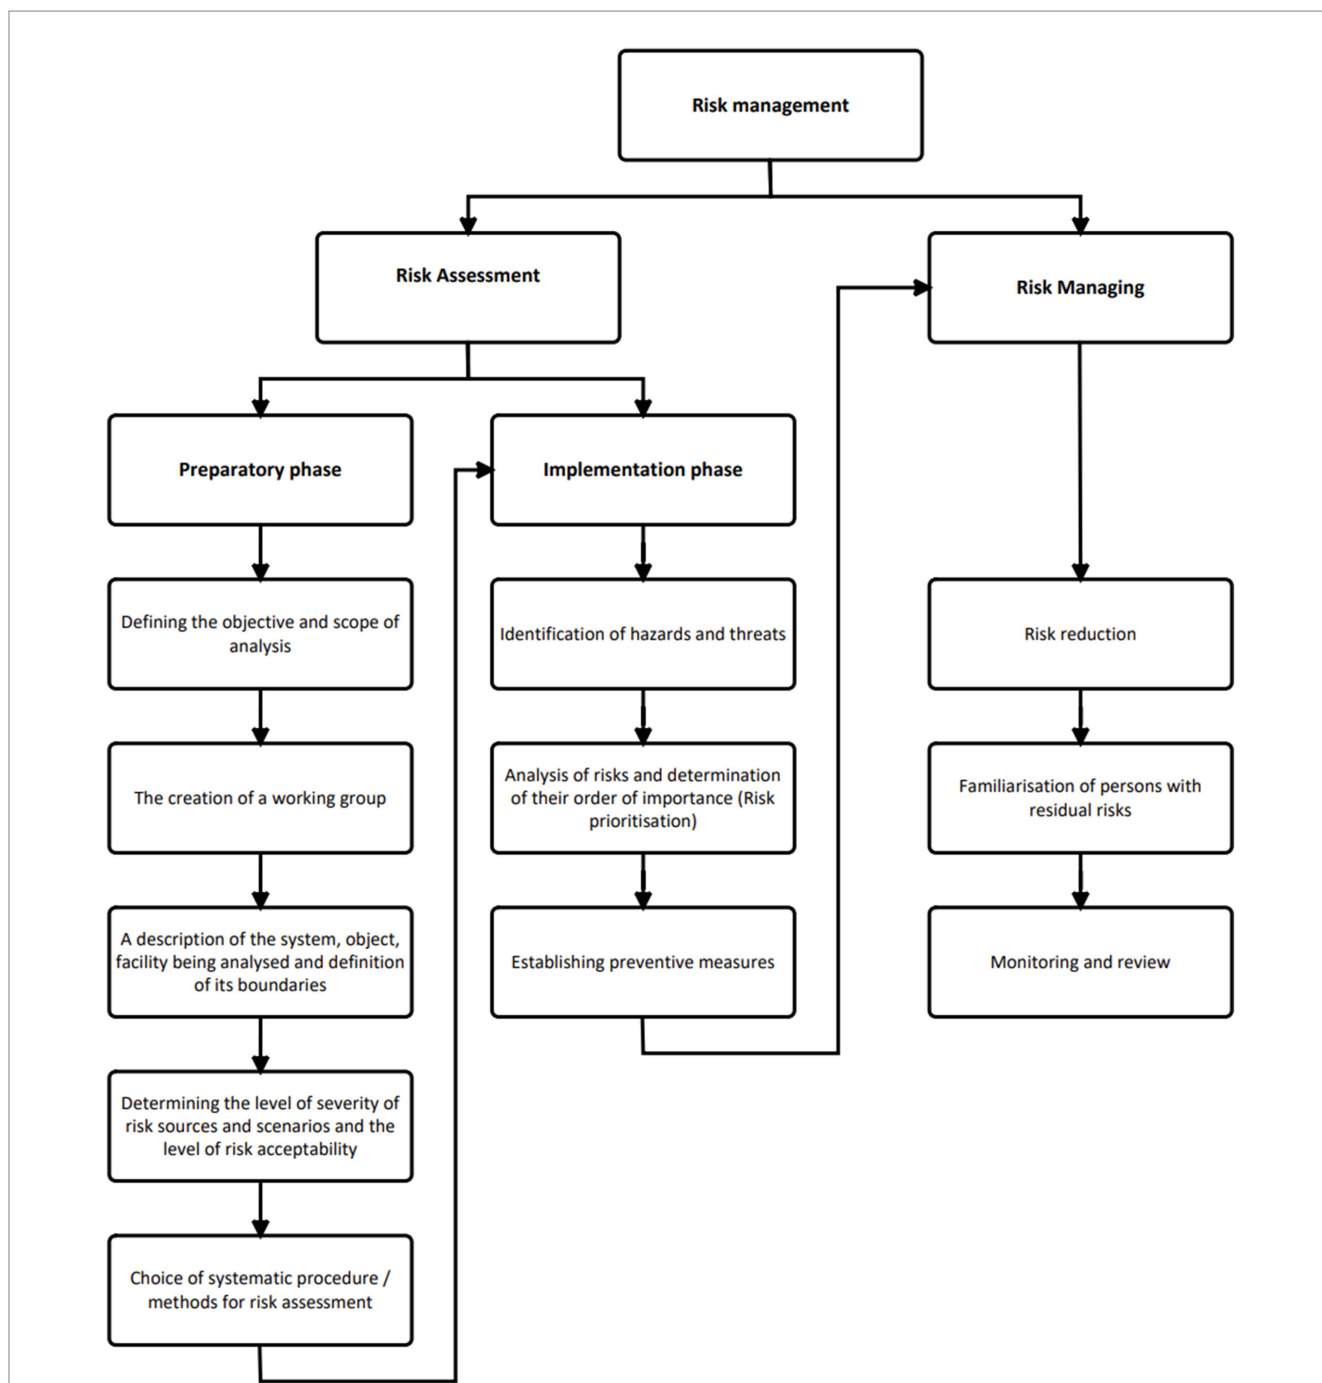 Risk management
Risk Assessment
Risk Managing
Preparatory phase
Implementation phase
Defining the objective and scope of
analysis
Identification of hazards and threats
Risk reduction
The creation of a working group
Analysis of risks and determination
of their order of importance (Risk
prioritisation)
Familiarisation of persons with
residual risks
A description of the system, object,
facility being analysed and definition
of its boundaries
Establishing preventive measures
Monitoring and review
Determining the level of severity of
risk sources and scenarios and the
level of risk acceptability
Choice of systematic procedure /
methods for risk assessment